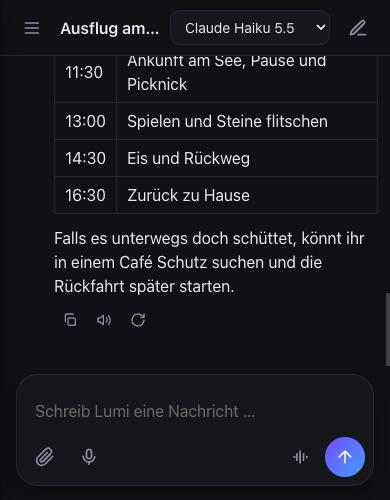 Ausflug am...
Claude Haiku 5.5
11:30
Ankunft am See, Pause und
Picknick
13:00 Spielen und Steine flitschen
14:30 Eis und Rückweg
16:30 Zurück zu Hause
Falls es unterwegs doch schüttet, könnt ihr
in einem Café Schutz suchen und die
Rückfahrt später starten.
Schreib Lumi eine Nachricht ...